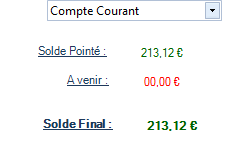 Compte Courant
Solde Pointé : 213,12 €
A venir : 00,00 €
Solde Final : 213,12 €